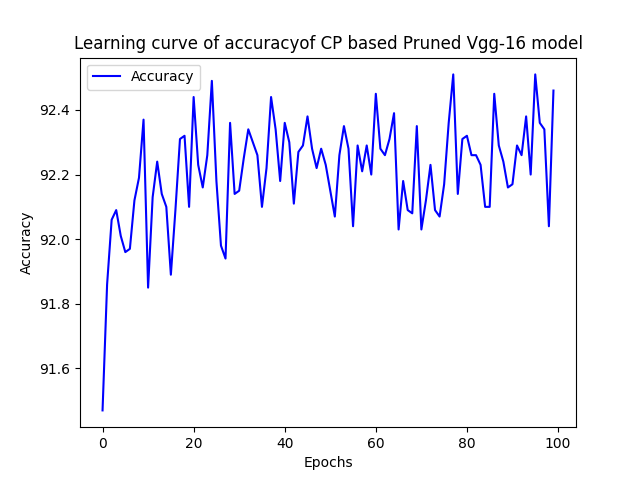 Learning curve of accuracyof CP based Pruned Vgg-16 model
Accuracy
92.4
92.2
92.0
91.8
91.6
Accuracy
0 20 40 60 80 100
Epochs